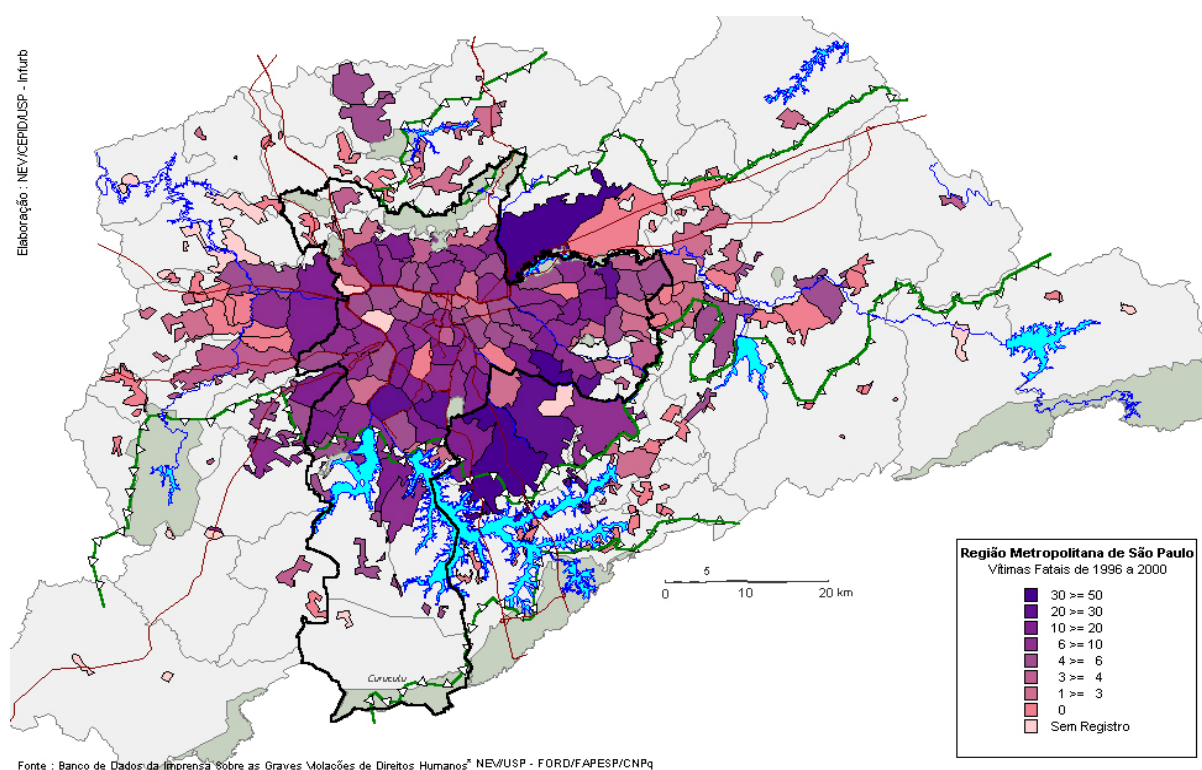 Elaboração : NEV/CEPID/USP - Infurb
Curucutu
5
0 10 20 km
Região Metropolitana de São Paulo
Vítimas Fatais de 1996 a 2000
30 >= 50
20 >= 30
10 >= 20
6 >= 10
4 >= 6
3 >= 4
1 >= 3
0
Sem Registro
Fonte : Banco de Dados da Imprensa Sobre as Graves Violações de Direitos Humanos" NEV/USP - FORD/FAPESP/CNPq